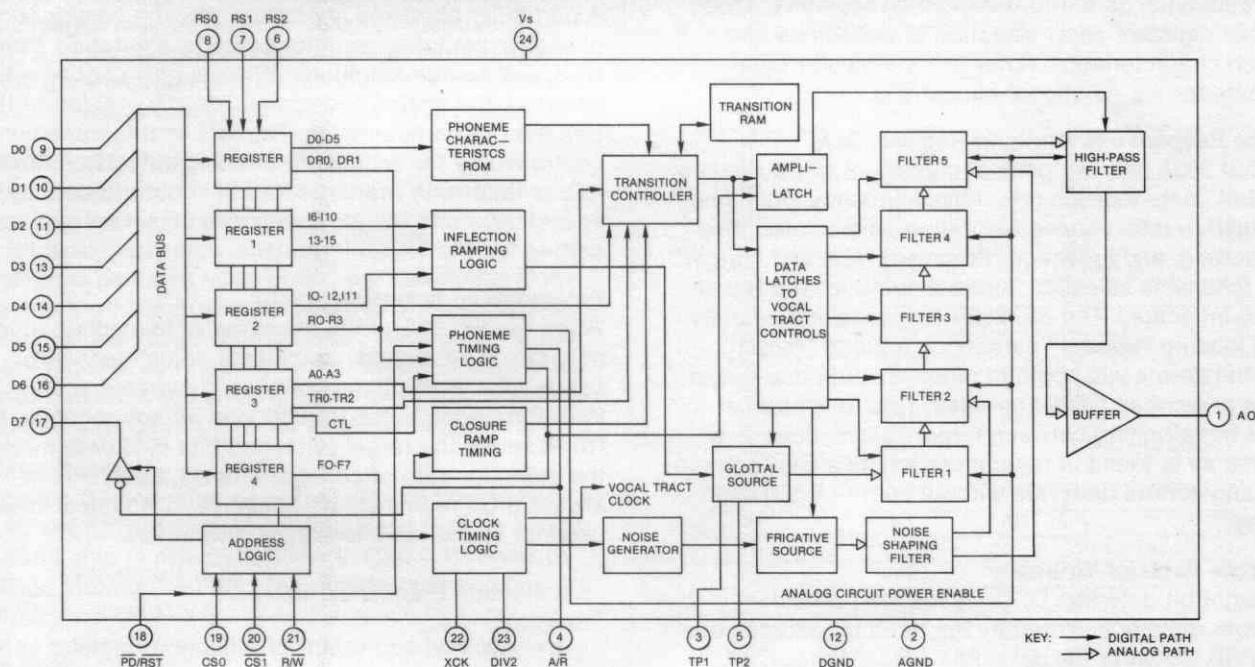 RS0 RS1 RS2 Vs
8 7 6 24
D0 9
D1 10
D2 11
D3 13
D4 14
D5 15
D6 16
D7 17
DATA BUS
REGISTER
REGISTER
1
REGISTER
2
REGISTER
3
REGISTER
4
ADDRESS
LOGIC
D0-D5
DR0, DR1
I6-I10
13-15
IO- I2,I11
RO-R3
A0-A3
TR0-TR2
CTL
FO-F7
PHONEME
CHARAC-
TERISTCS
ROM
INFLECTION
RAMPING
LOGIC
PHONEME
TIMING
LOGIC
CLOSURE
RAMP
TIMING
CLOCK
TIMING
LOGIC
TRANSITION
CONTROLLER
TRANSITION
RAM
AMPLI-
LATCH
DATA
LATCHES
TO
VOCAL
TRACT
CONTROLS
FILTER 5
FILTER 4
FILTER 3
FILTER 2
FILTER 1
HIGH-PASS
FILTER
BUFFER
1 AO
VOCAL TRACT
CLOCK
GLOTTAL
SOURCE
NOISE
GENERATOR
FRICATIVE
SOURCE
NOISE
SHAPING
FILTER
ANALOG CIRCUIT POWER ENABLE
18 19 20 21 22 23 4 3 5 12 2
PD/RST CS0 CS1 R/W XCK DIV2 A/R TP1 TP2 DGND AGND
KEY: DIGITAL PATH
ANALOG PATH